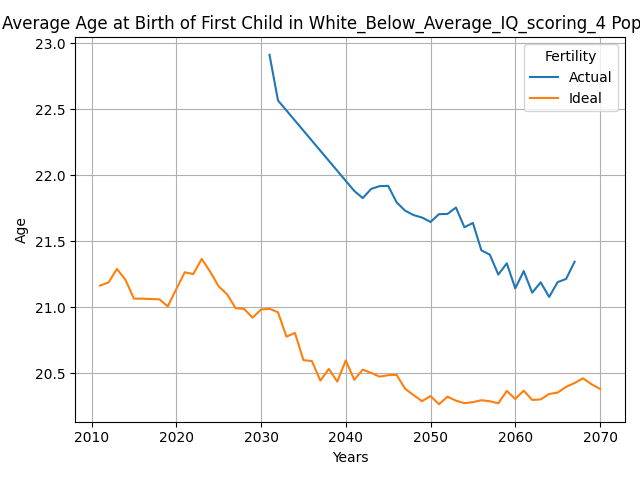 Average Age at Birth of First Child in White_Below_Average_IQ_scoring_4 Pop
23.0
22.5
22.0
21.5
21.0
20.5
Age
Fertility
Actual
Ideal
2010 2020 2030 2040 2050 2060 2070
Years